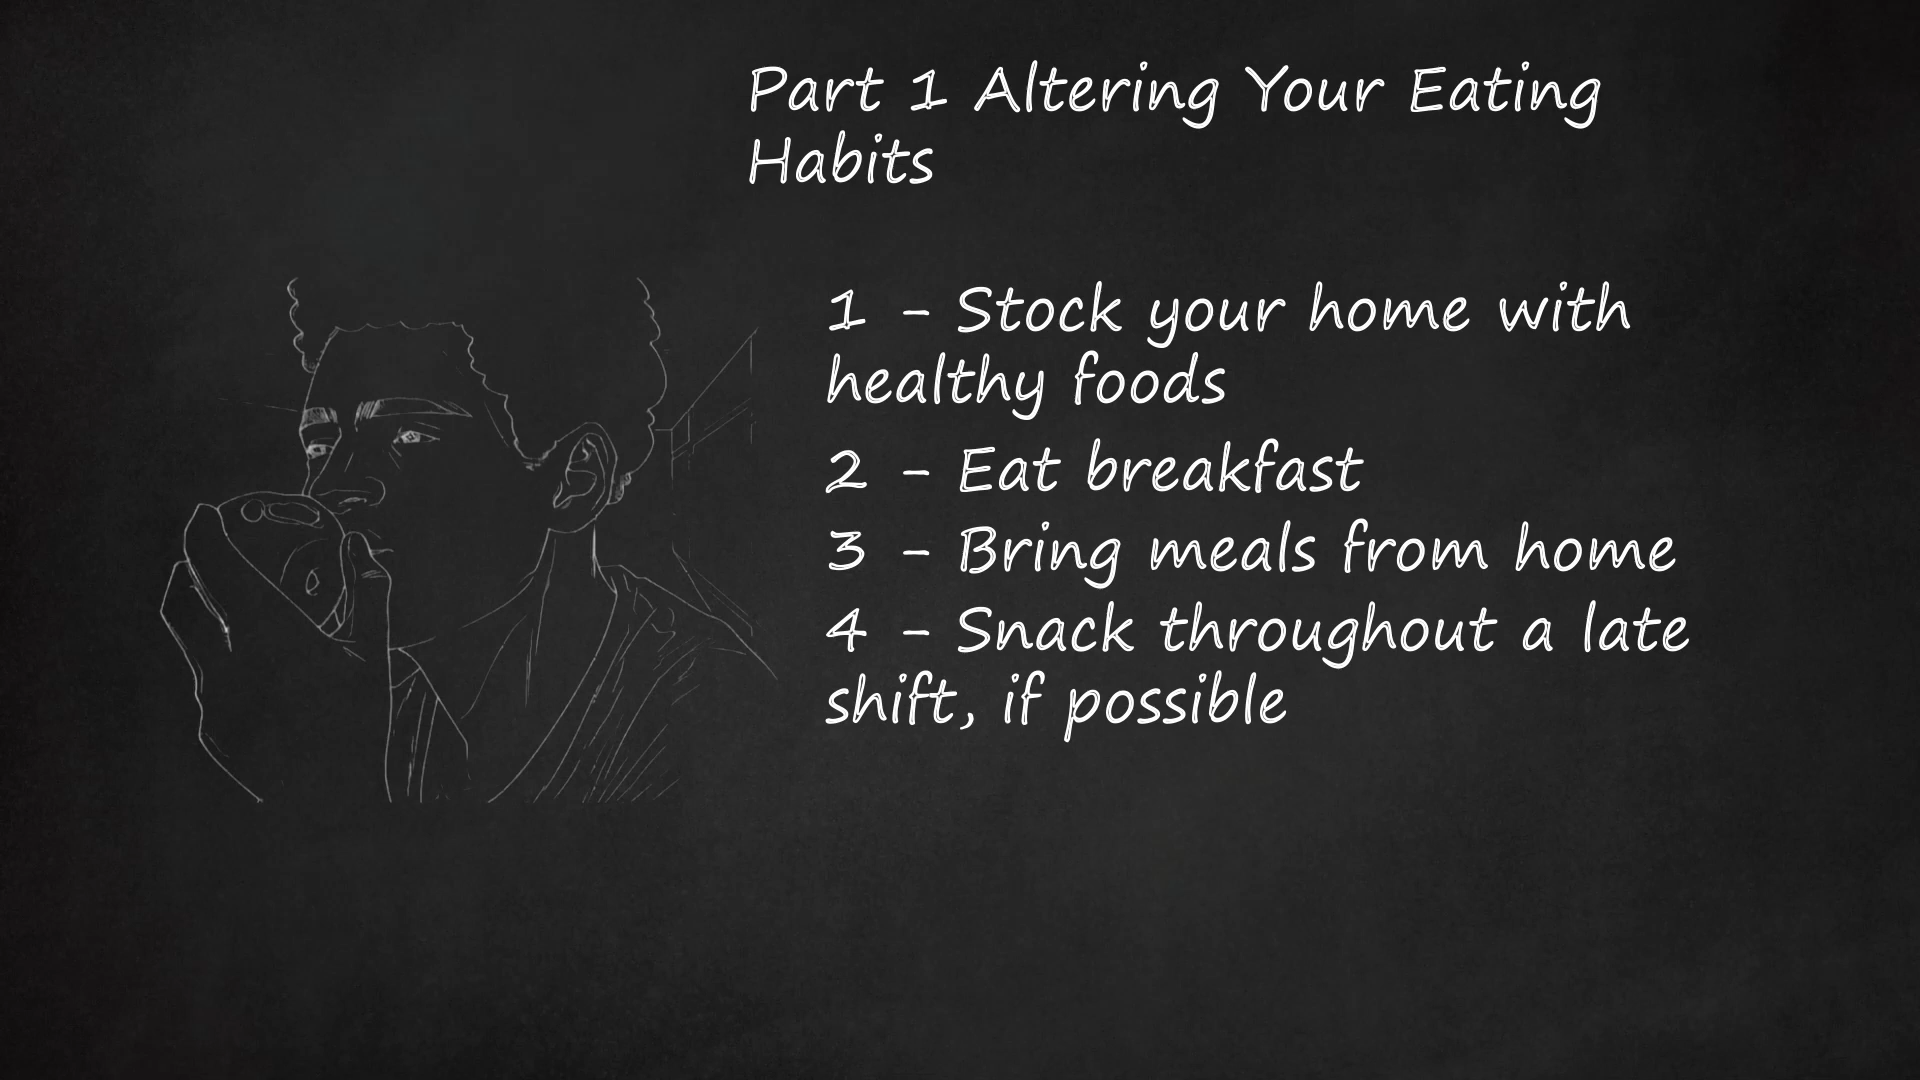 Part 1 Altering Your Eating
Habits
1 - Stock your home with
healthy foods
2 - Eat breakfast
3 - Bring meals from home
4 - Snack throughout a late
shift, if possible